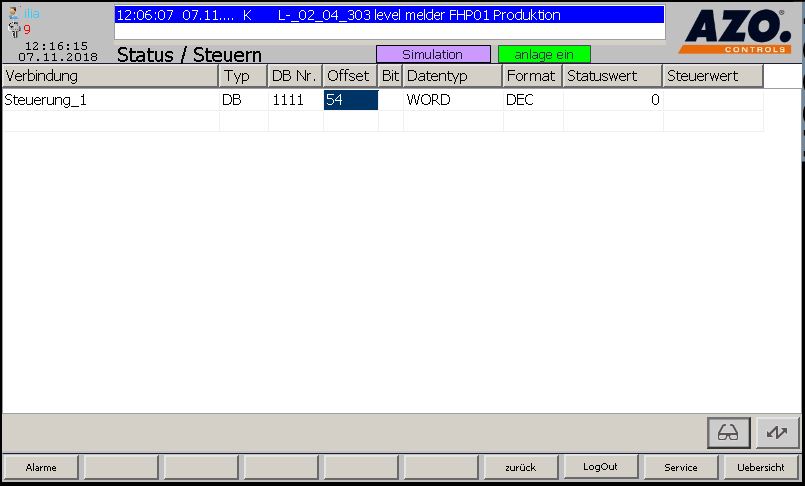 ilia
12:06:07 07.11.... K L-_02_04_303 level melder FHP01 Produktion
9
12:16:15
07.11.2018
Status / Steuern
Simulation
anlage ein
AZO.
CONTROLS
Verbindung Typ DB Nr. Offset Bit Datentyp Format Statuswert Steuerwert
Steuerung_1 DB 1111 54 WORD DEC 0
Alarme zurück LogOut Service Uebersicht